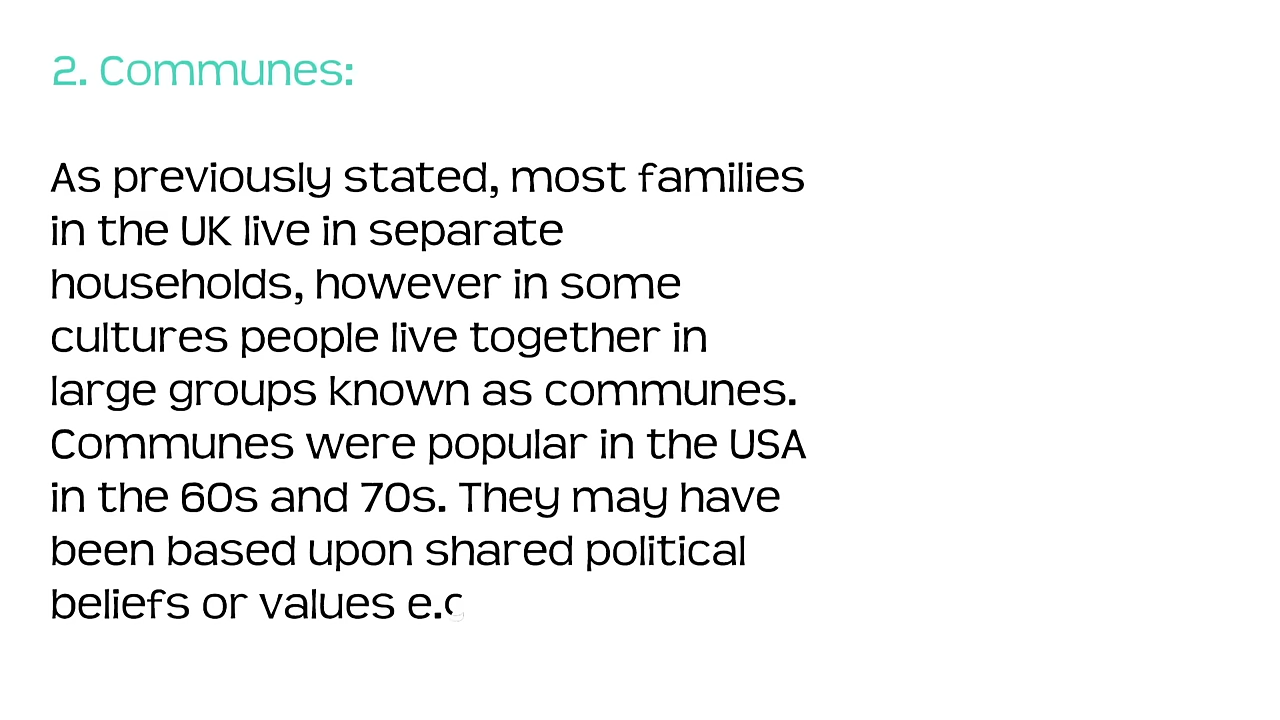 2. Communes:
As previously stated, most families
in the UK live in separate
households, however in some
cultures people live together in
large groups known as communes.
Communes were popular in the USA
in the 60s and 70s. They may have
been based upon shared political
beliefs or values